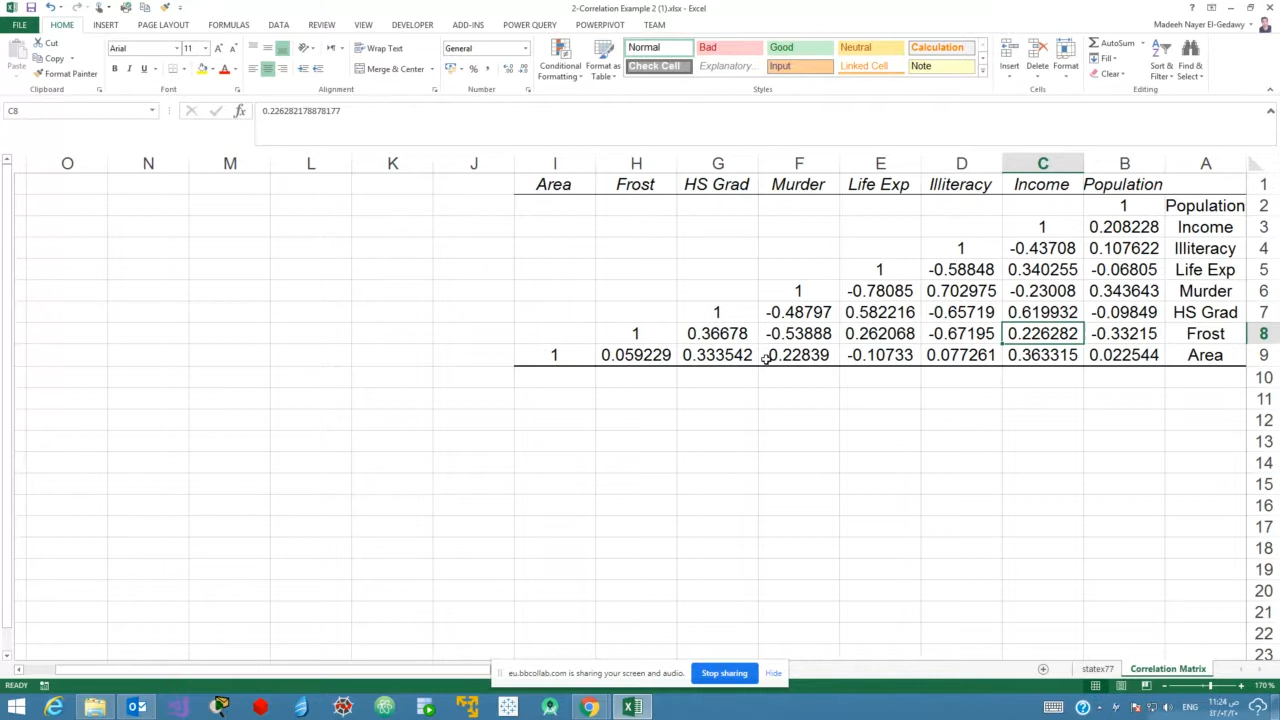 2-Correlation Example 2 (1).xlsx - Excel
FILE HOME INSERT PAGE LAYOUT FORMULAS DATA REVIEW VIEW DEVELOPER ADD-INS POWER QUERY POWERPIVOT TEAM Madeeh Nayer El-Gedawy
Paste
Cut
Copy
Format Painter
Clipboard
Arial 11
B I U
Font
Wrap Text
Merge & Center
Alignment
General
Number
Conditional Formatting
Format as Table
Normal Bad Good Neutral Calculation
Check Cell Explanatory... Input Linked Cell Note
Styles
Insert Delete Format
Cells
AutoSum
Fill
Clear
Sort & Filter
Find & Select
Editing
C8 fx 0.226282178878177
O N M L K J I H G F E D C B A
Area Frost HS Grad Murder Life Exp Illiteracy Income Population 1
1 Population 2
1 0.208228 Income 3
1 -0.43708 0.107622 Illiteracy 4
1 -0.58848 0.340255 -0.06805 Life Exp 5
1 -0.78085 0.702975 -0.23008 0.343643 Murder 6
1 -0.48797 0.582216 -0.65719 0.619932 -0.09849 HS Grad 7
1 0.36678 -0.53888 0.262068 -0.67195 0.226282 -0.33215 Frost 8
1 0.059229 0.333542 0.22839 -0.10733 0.077261 0.363315 0.022544 Area 9
10
11
12
13
14
15
16
17
18
19
20
21
22
23
eu.bbcollab.com is sharing your screen and audio. Stop sharing Hide
statex77 Correlation Matrix
READY 170 %
ENG 11:24 ص